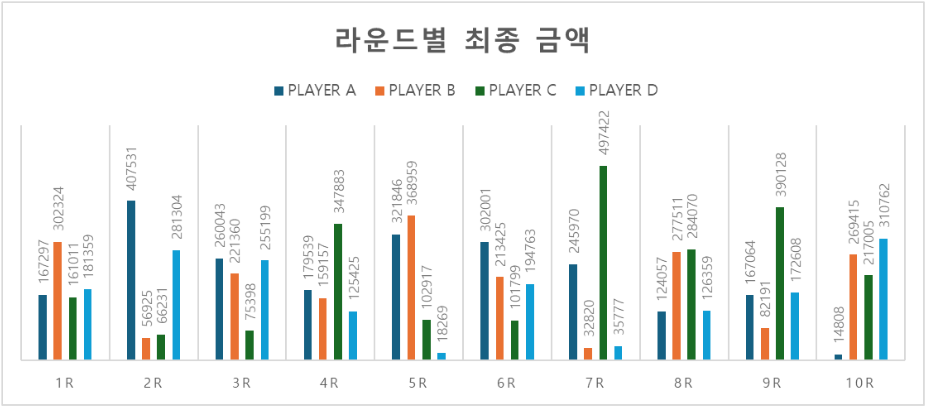 라운드별 최종 금액
PLAYER A PLAYER B PLAYER C PLAYER D
167297 302324 161011 181359
407531 56925 66231 281304
260043 221360 75398 255199
179539 159157 347883 125425
321846 368959 102917 18269
302001 213425 101799 194763
245970 32820 497422 35777
124057 277511 284070 126359
167064 82191 390128 172608
14808 269415 217005 310762
1R 2R 3R 4R 5R 6R 7R 8R 9R 10R